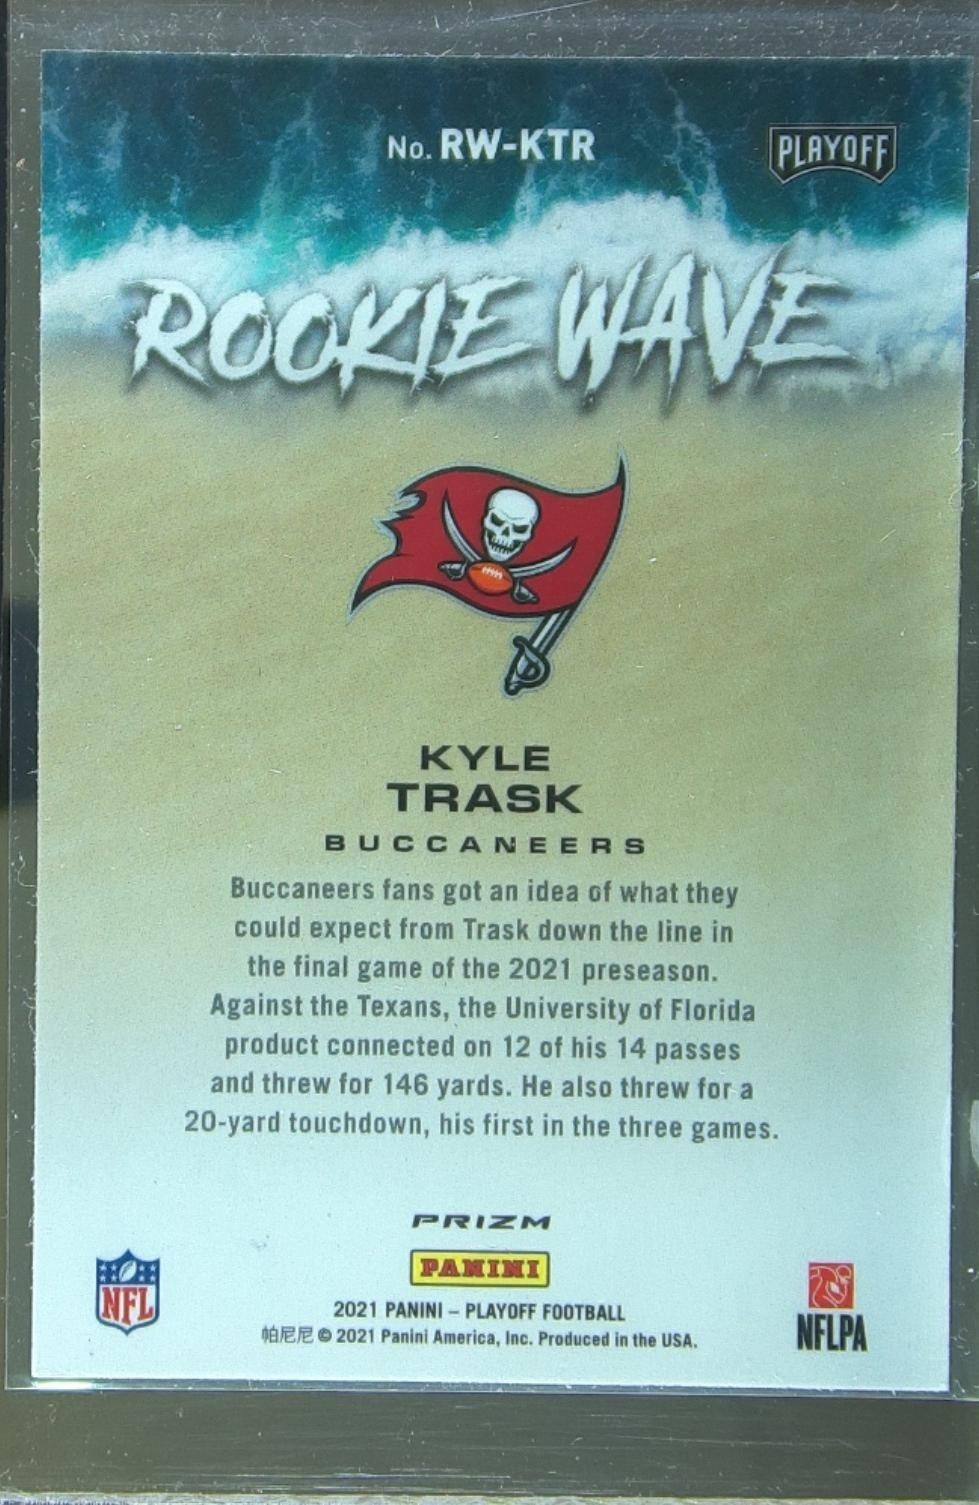 No. RW-KTR
PLAYOFF
ROOKIE WAVE
KYLE
TRASK
BUCCANEERS
Buccaneers fans got an idea of what they
could expect from Trask down the line in
the final game of the 2021 preseason.
Against the Texans, the University of Florida
product connected on 12 of his 14 passes
and threw for 146 yards. He also threw for a
20-yard touchdown, his first in the three games.
PRIZM
PANINI
NFL
2021 PANINI – PLAYOFF FOOTBALL
帕尼尼 © 2021 Panini America, Inc. Produced in the USA.
NFLPA